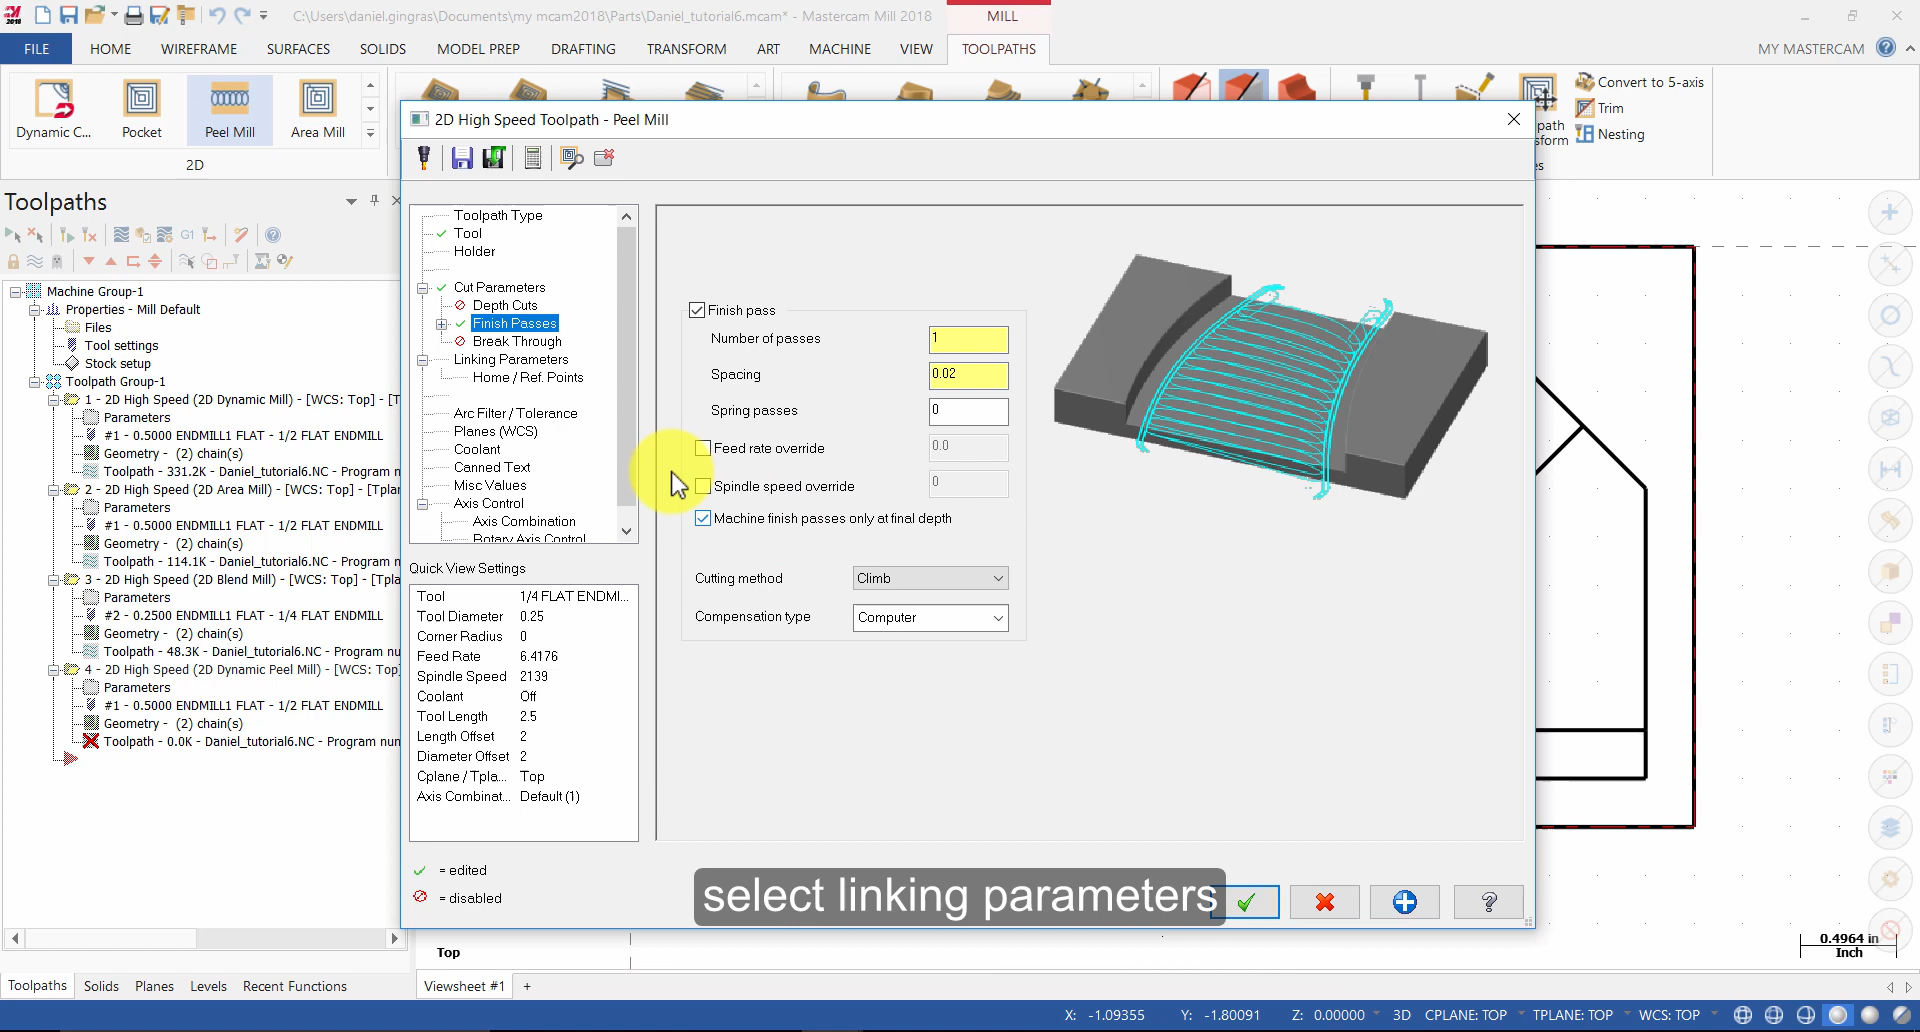 C:\Users\daniel.gingras\Documents\my mcam2018\Parts\Daniel_tutorial6.mcam* - Mastercam Mill 2018
MILL
FILE HOME WIREFRAME SURFACES SOLIDS MODEL PREP DRAFTING TRANSFORM ART MACHINE VIEW TOOLPATHS MY MASTERCAM
Dynamic C... Pocket Peel Mill Area Mill
2D
Convert to 5-axis
Trim
Nesting
2D High Speed Toolpath - Peel Mill
Toolpaths
Machine Group-1
Properties - Mill Default
Files
Tool settings
Stock setup
Toolpath Group-1
1 - 2D High Speed (2D Dynamic Mill) - [WCS: Top] - [T
Parameters
#1 - 0.5000 ENDMILL1 FLAT - 1/2 FLAT ENDMILL
Geometry - (2) chain(s)
Toolpath - 331.2K - Daniel_tutorial6.NC - Program n
2 - 2D High Speed (2D Area Mill) - [WCS: Top] - [Tplan
Parameters
#1 - 0.5000 ENDMILL1 FLAT - 1/2 FLAT ENDMILL
Geometry - (2) chain(s)
Toolpath - 114.1K - Daniel_tutorial6.NC - Program n
3 - 2D High Speed (2D Blend Mill) - [WCS: Top] - [Tpla
Parameters
#2 - 0.2500 ENDMILL1 FLAT - 1/4 FLAT ENDMILL
Geometry - (2) chain(s)
Toolpath - 48.3K - Daniel_tutorial6.NC - Program nu
4 - 2D High Speed (2D Dynamic Peel Mill) - [WCS: Top
Parameters
#1 - 0.5000 ENDMILL1 FLAT - 1/2 FLAT ENDMILL
Geometry - (2) chain(s)
Toolpath - 0.0K - Daniel_tutorial6.NC - Program nun
Toolpath Type
Tool
Holder
Cut Parameters
Depth Cuts
Finish Passes
Break Through
Linking Parameters
Home / Ref. Points
Arc Filter / Tolerance
Planes (WCS)
Coolant
Canned Text
Misc Values
Axis Control
Axis Combination
Rotary Axis Control
Quick View Settings
Tool 1/4 FLAT ENDMI...
Tool Diameter 0.25
Corner Radius 0
Feed Rate 6.4176
Spindle Speed 2139
Coolant Off
Tool Length 2.5
Length Offset 2
Diameter Offset 2
Cplane / Tpla... Top
Axis Combinat... Default (1)
= edited
= disabled
Finish pass
Number of passes 1
Spacing 0.02
Spring passes 0
Feed rate override 0.0
Spindle speed override 0
Machine finish passes only at final depth
Cutting method Climb
Compensation type Computer
select linking parameters
Top
0.4964 in
Inch
Toolpaths Solids Planes Levels Recent Functions
Viewsheet #1 +
X: -1.09355 Y: -1.80091 Z: 0.00000 3D CPLANE: TOP TPLANE: TOP WCS: TOP